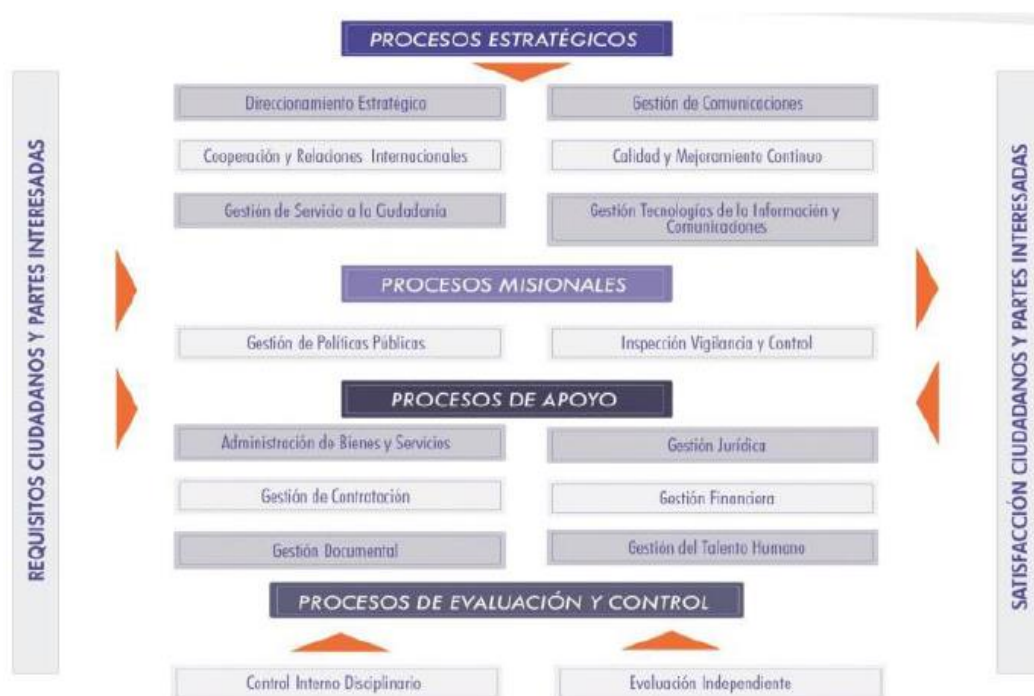 PROCESOS ESTRATÉGICOS
Direccionamiento Estratégico
Gestión de Comunicaciones
Cooperación y Relaciones Internacionales
Calidad y Mejoramiento Continuo
Gestión de Servicio a la Ciudadanía
Gestión Tecnologías de la Información y
Comunicaciones
PROCESOS MISIONALES
Gestión de Políticas Públicas
Inspección Vigilancia y Control
PROCESOS DE APOYO
Administración de Bienes y Servicios
Gestión Jurídica
Gestión de Contratación
Gestión Financiera
Gestión Documental
Gestión del Talento Humano
PROCESOS DE EVALUACIÓN Y CONTROL
Control Interno Disciplinario
Evaluación Independiente
REQUISITOS CIUDADANOS Y PARTES INTERESADAS
SATISFACCIÓN CIUDADANOS Y PARTES INTERESADAS